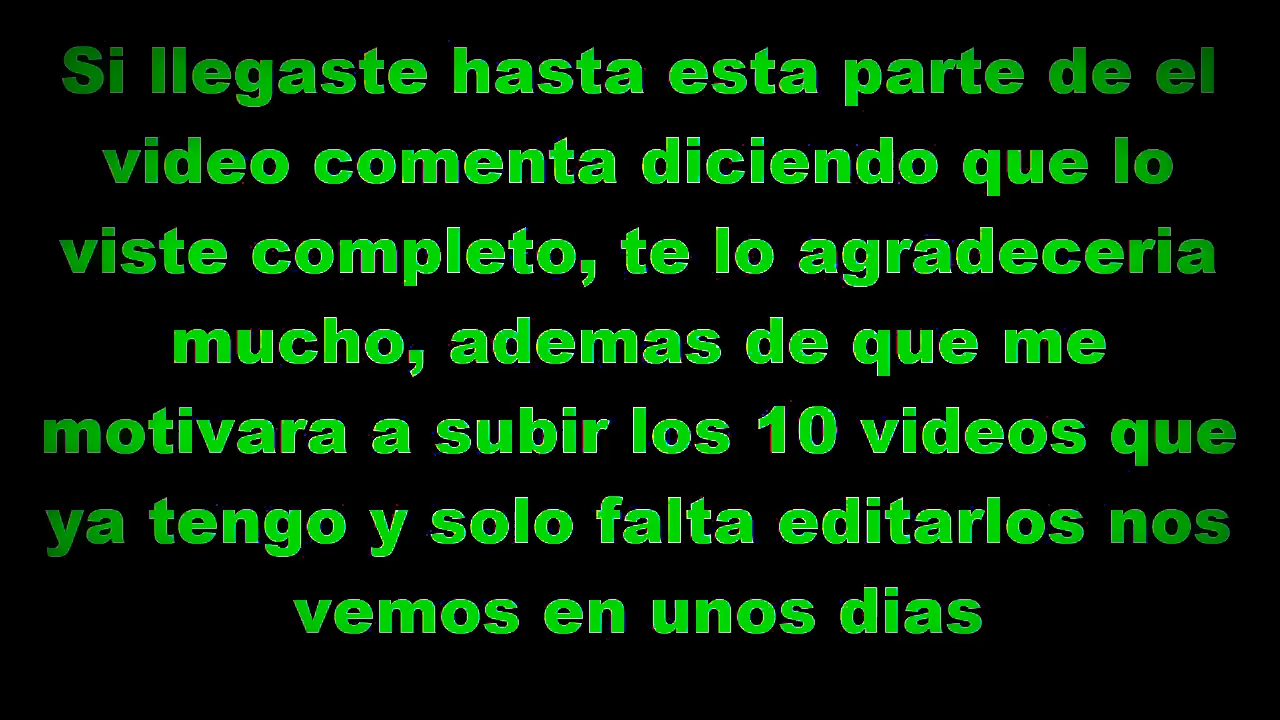 Si llegaste hasta esta parte de el
video comenta diciendo que lo
viste completo, te lo agradeceria
mucho, ademas de que me
motivara a subir los 10 videos que
ya tengo y solo falta editarlos nos
vemos en unos dias